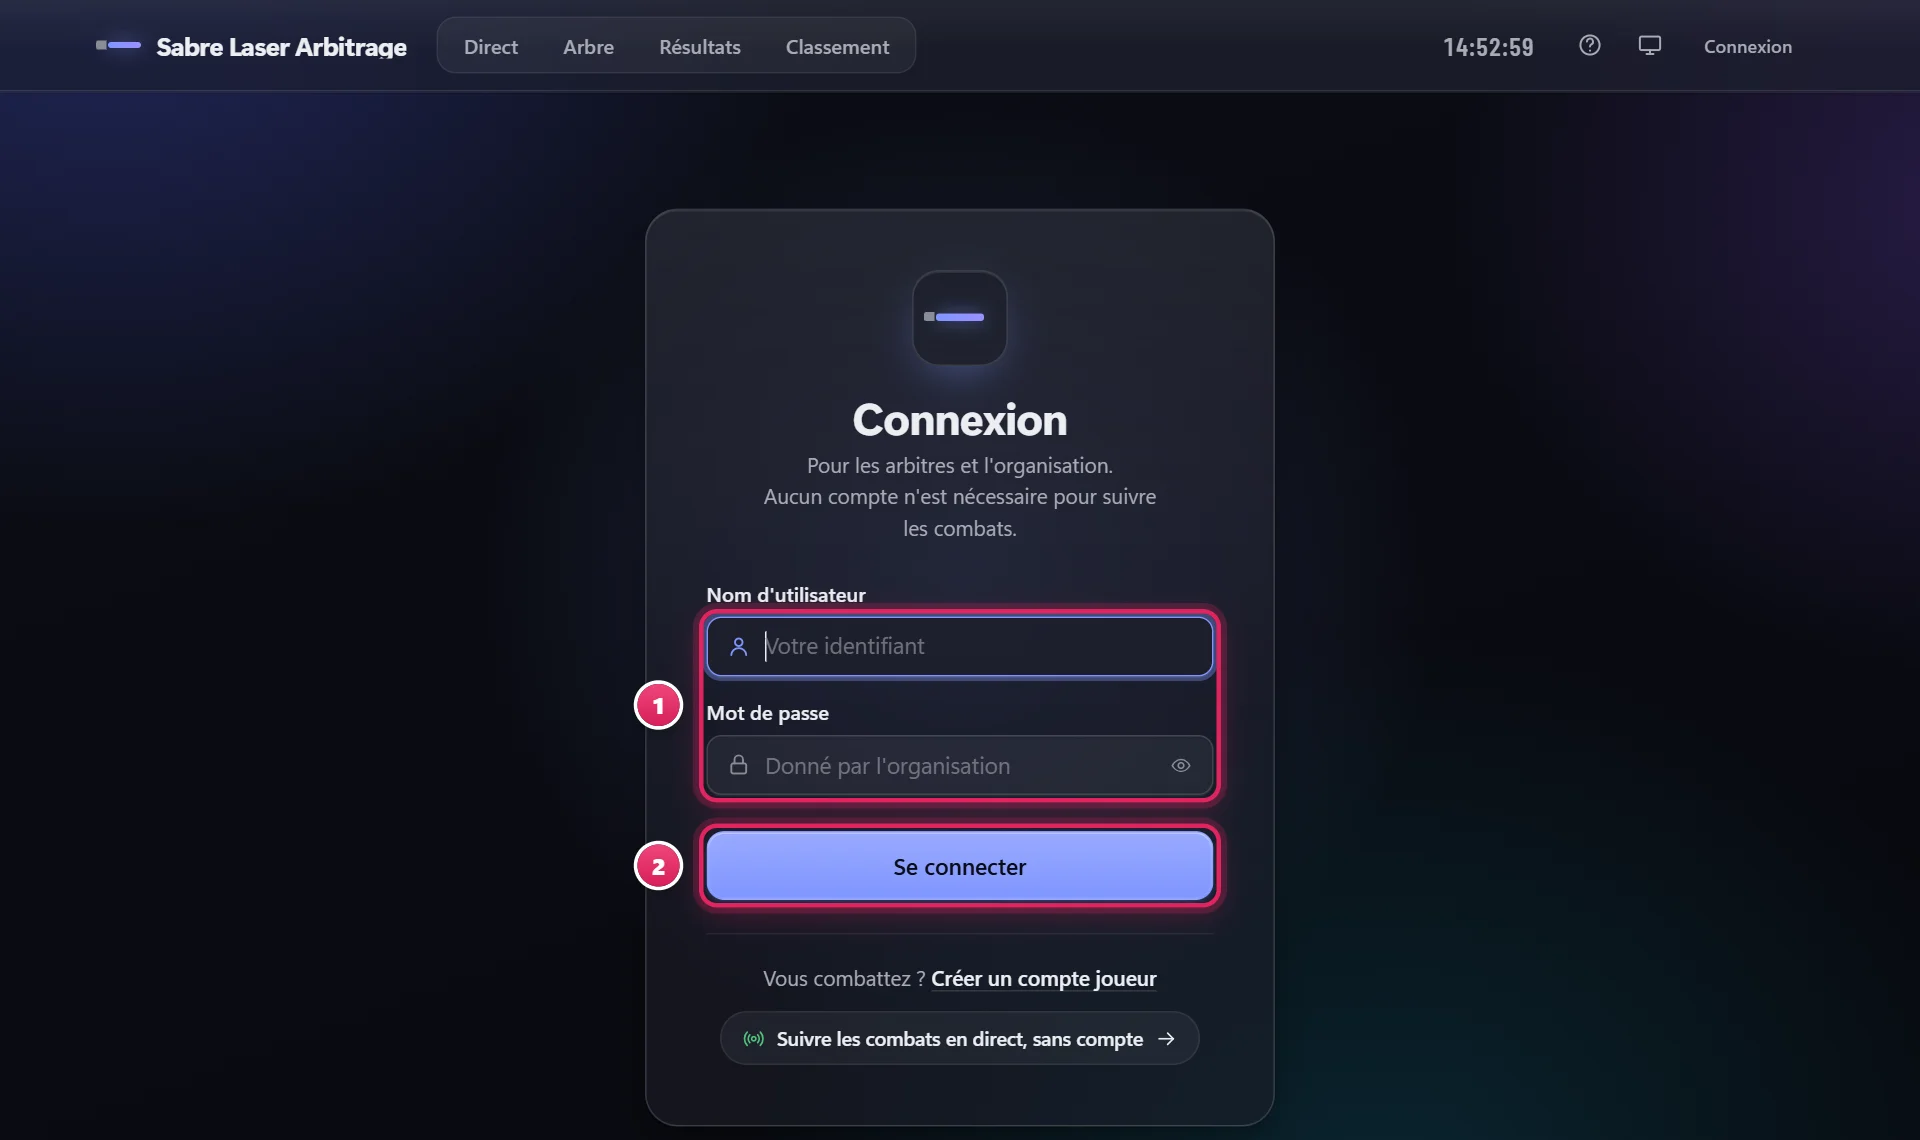 Sabre Laser Arbitrage
Direct
Arbre
Résultats
Classement
14:52:59
Connexion
Connexion
Pour les arbitres et l'organisation.
Aucun compte n'est nécessaire pour suivre
les combats.
Nom d'utilisateur
Votre identifiant
1
Mot de passe
Donné par l'organisation
2
Se connecter
Vous combattez ? Créer un compte joueur
Suivre les combats en direct, sans compte